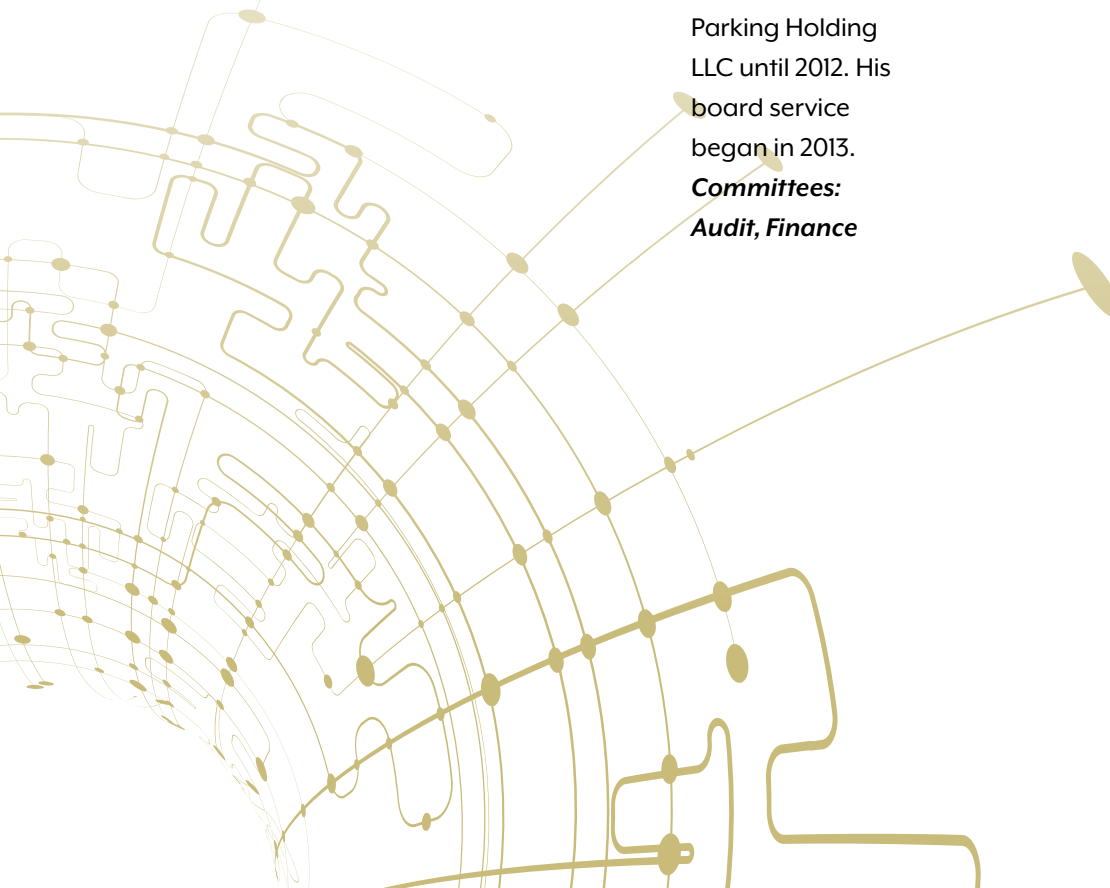 Parking Holding
LLC until 2012. His
board service
began in 2013.
Committees:
Audit, Finance